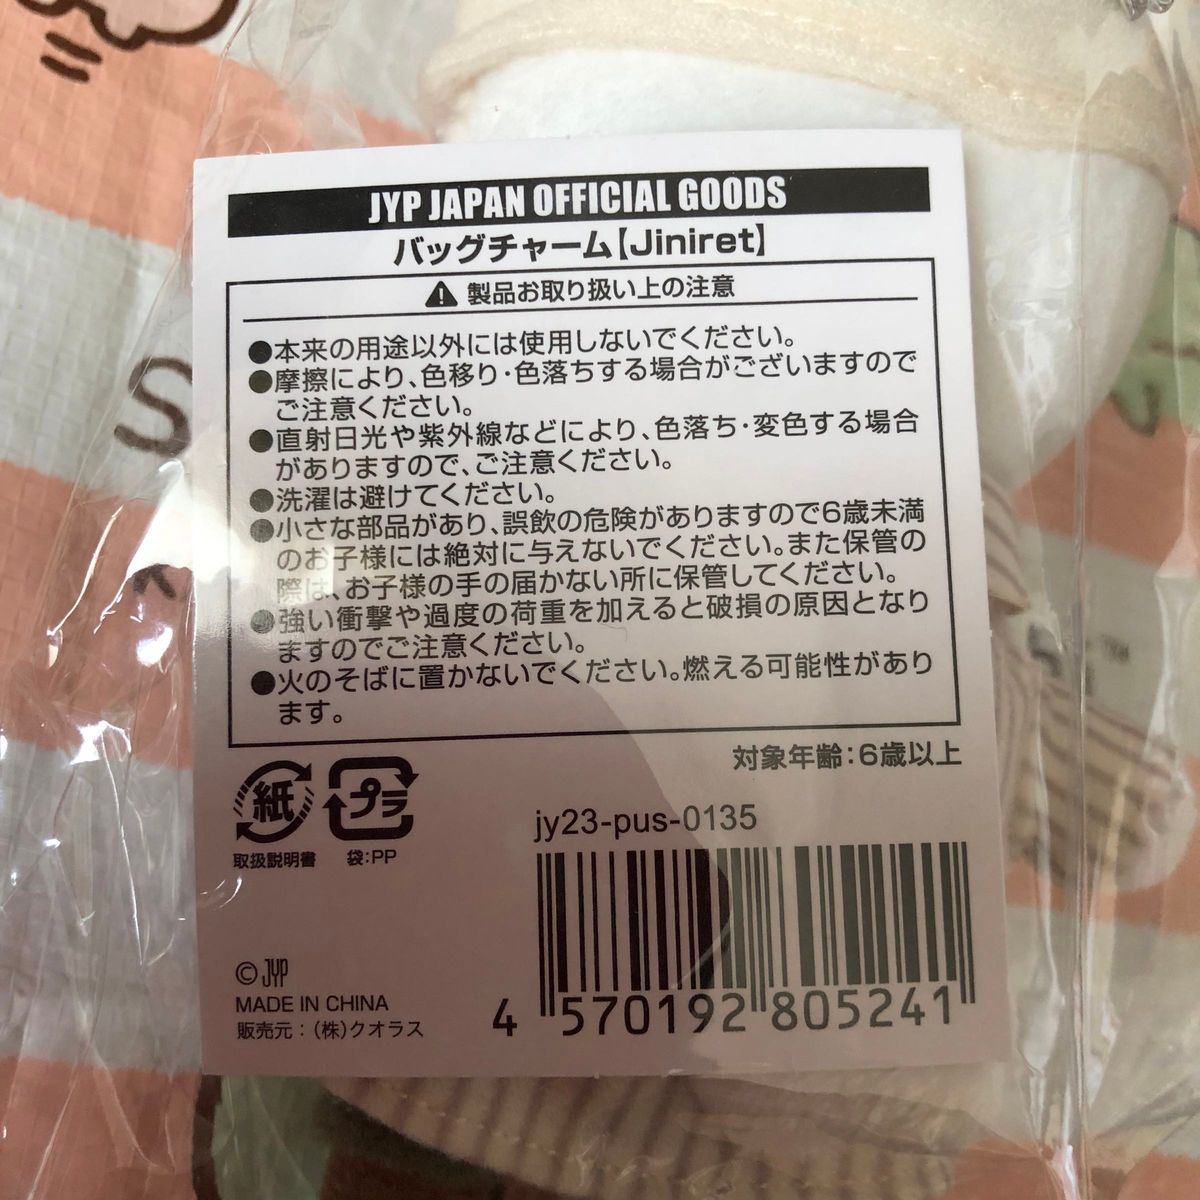 JYP JAPAN OFFICIAL GOODS
バッグチャーム【Jiniret】
製品お取り扱い上の注意
●本来の用途以外には使用しないでください。
●摩擦により、色移り・色落ちする場合がございますので
ご注意ください。
●直射日光や紫外線などにより、色落ち・変色する場合
がありますので、ご注意ください。
●洗濯は避けてください。
●小さな部品があり、誤飲の危険がありますので6歳未満
のお子様には絶対に与えないでください。また保管の
際は、お子様の手の届かない所に保管してください。
●強い衝撃や過度の荷重を加えると破損の原因となり
ますのでご注意ください。
●火のそばに置かないでください。燃える可能性があり
ます。
対象年齢：6歳以上
紙
取扱説明書
プラ
袋：PP
jy23-pus-0135
4 570192 805241
© JYP
MADE IN CHINA
販売元：（株）クオラス